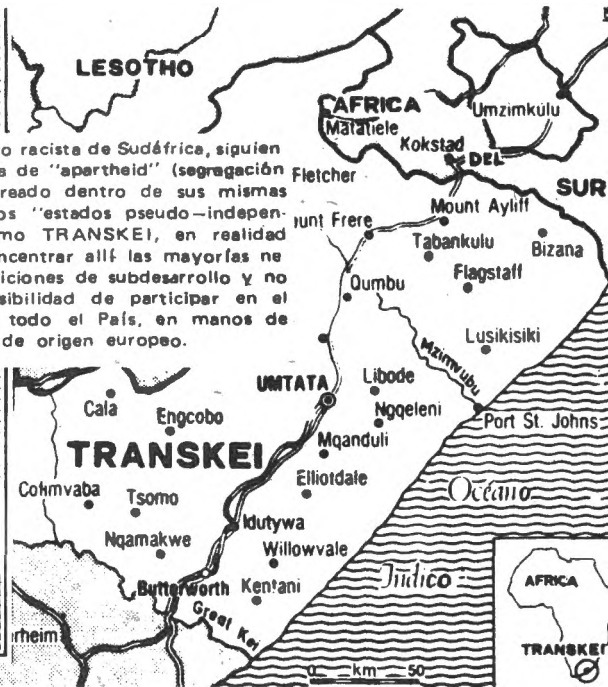 LESOTHO
AFRICA
Umzimkulu
Matatiele
Kokstad
DEL
o racista de Sudáfrica, siguien
a de "apartheid" (segregación
reado dentro de sus mismas
os "estados pseudo-indepen-
mo TRANSKEI, en realidad
ncentrar allí las mayorías ne
iciones de subdesarrollo y no
sibilidad de participar en el
todo el País, en manos de
de origen europeo.
Fletcher
SUR
unt Frere
Mount Ayliff
Tabankulu
Bizana
Flagstaff
Qumbu
Lusikisiki
Mzimvubu
UMTATA
Libode
Cala
Engcobo
Ngqeleni
Port St. Johns
TRANSKEI
Mqanduli
Elliotdale
Cohmvaba
Tsomo
Océano
Idutywa
Nqamakwe
Willowvale
Indico
Butterworth
Kentani
Great Kei
rheim
AFRICA
TRANSKEI
0 km 50